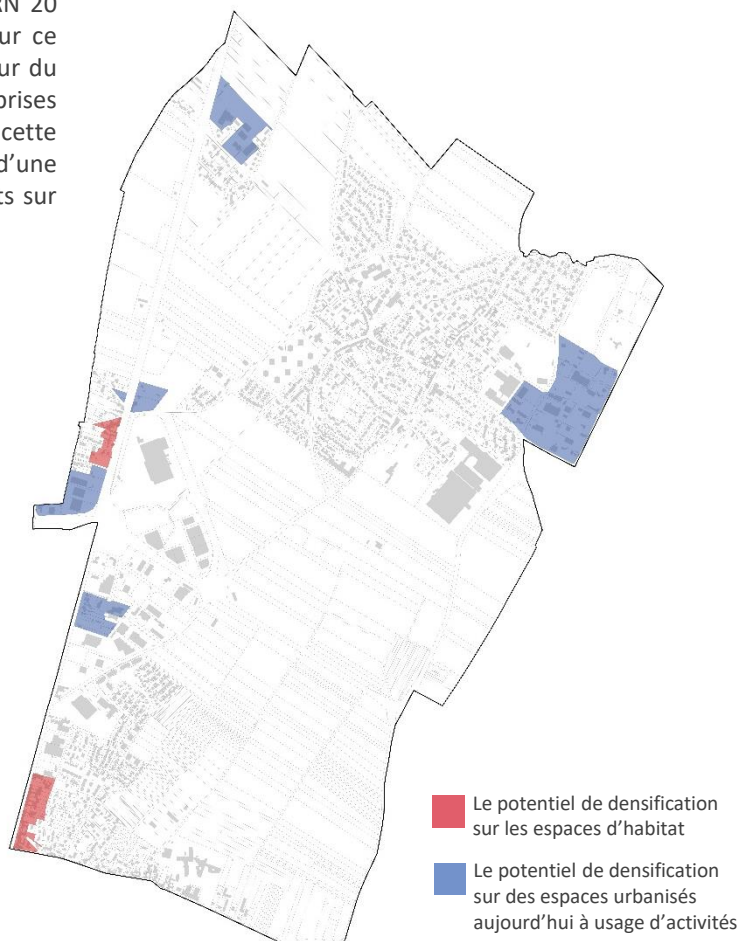 RN 20
ur ce
ur du
prises
cette
d’une
ts sur
Le potentiel de densification
sur les espaces d’habitat
Le potentiel de densification
sur des espaces urbanisés
aujourd’hui à usage d’activités